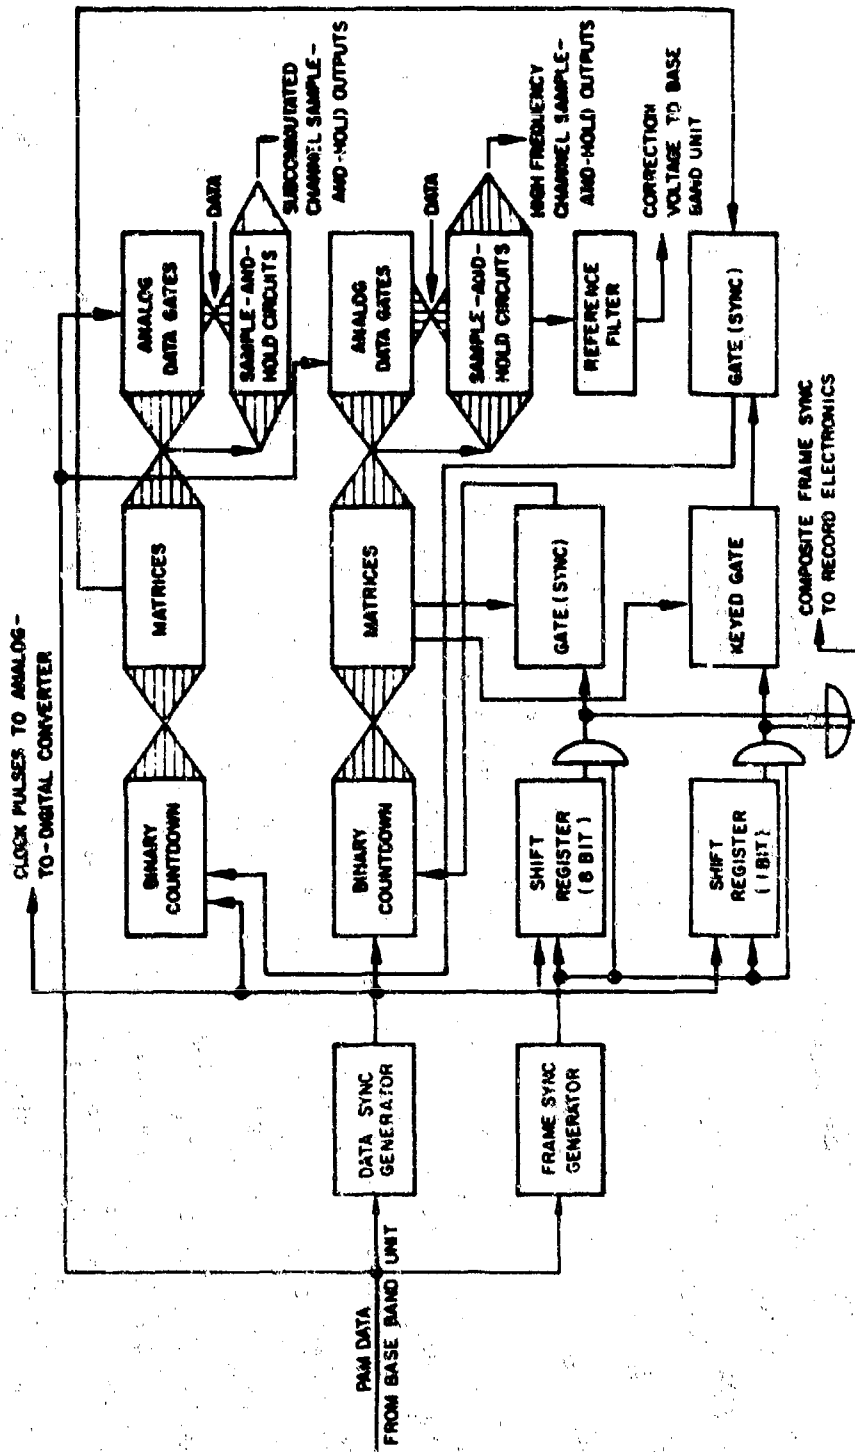 CLOCK PULSES TO ANALOG-
TO-DIGITAL CONVERTER
BINARY
COUNTDOWN
MATRICES
ANALOG
DATA GATES
DATA
SAMPLE-AND-
HOLD CIRCUITS
SUBCOMMUTATED
CHANNEL SAMPLE-
AND-HOLD OUTPUTS
PAM DATA
FROM BASE BAND UNIT
DATA SYNC
GENERATOR
BINARY
COUNTDOWN
MATRICES
ANALOG
DATA GATES
DATA
SAMPLE-AND-
HOLD CIRCUITS
HIGH FREQUENCY
CHANNEL SAMPLE-
AND-HOLD OUTPUTS
REFERENCE
FILTER
CORRECTION
VOLTAGE TO BASE
BAND UNIT
FRAME SYNC
GENERATOR
SHIFT
REGISTER
(8 BIT)
GATE (SYNC)
SHIFT
REGISTER
(1 BIT)
KEYED GATE
GATE (SYNC)
COMPOSITE FRAME SYNC
TO RECORD ELECTRONICS